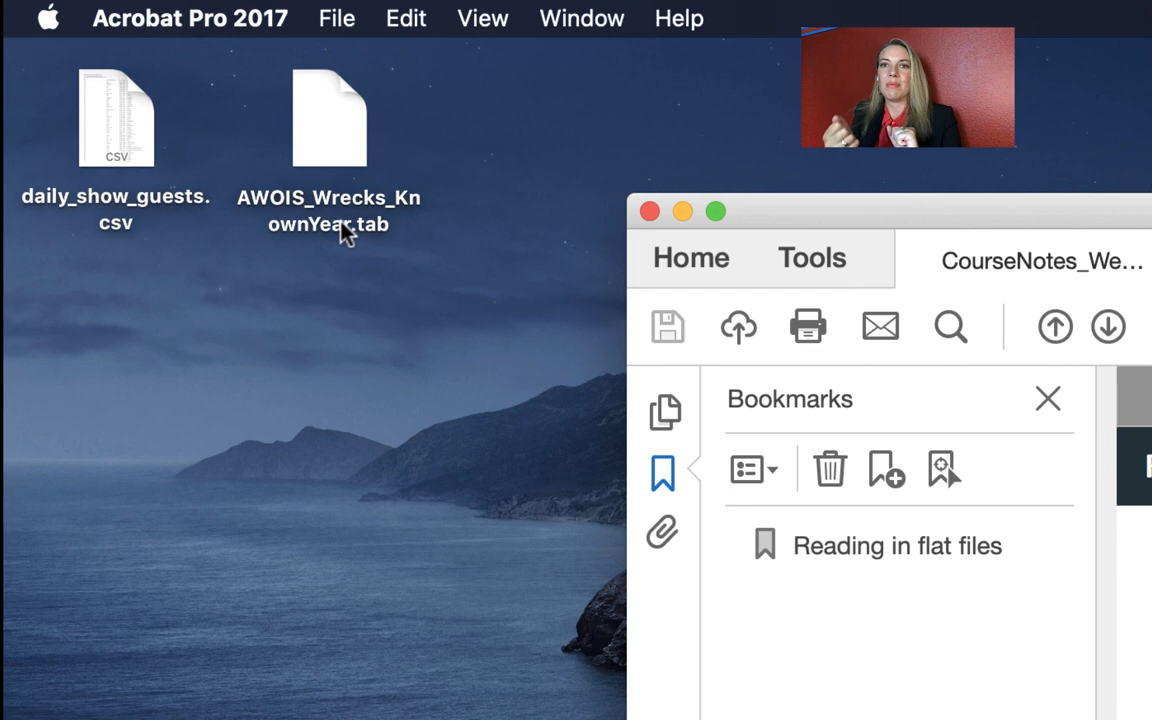 Acrobat Pro 2017 File Edit View Window Help
CSV
daily_show_guests.
csv
AWOIS_Wrecks_Kn
ownYear.tab
Home Tools CourseNotes_We...
Bookmarks
Reading in flat files